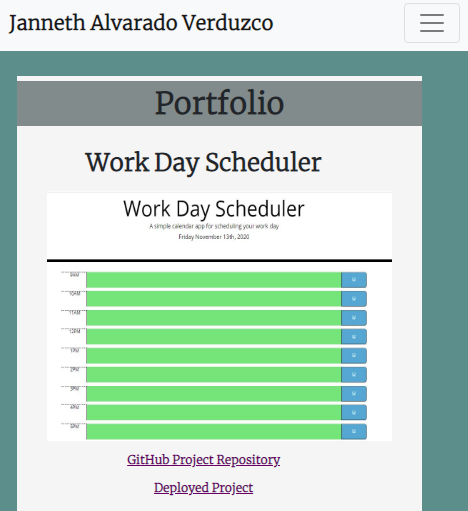 Janneth Alvarado Verduzco
Portfolio
Work Day Scheduler
Work Day Scheduler
A simple calendar app for scheduling your work day
Friday November 13th, 2020
9AM
10AM
11AM
12PM
1PM
2PM
3PM
4PM
5PM
GitHub Project Repository
Deployed Project